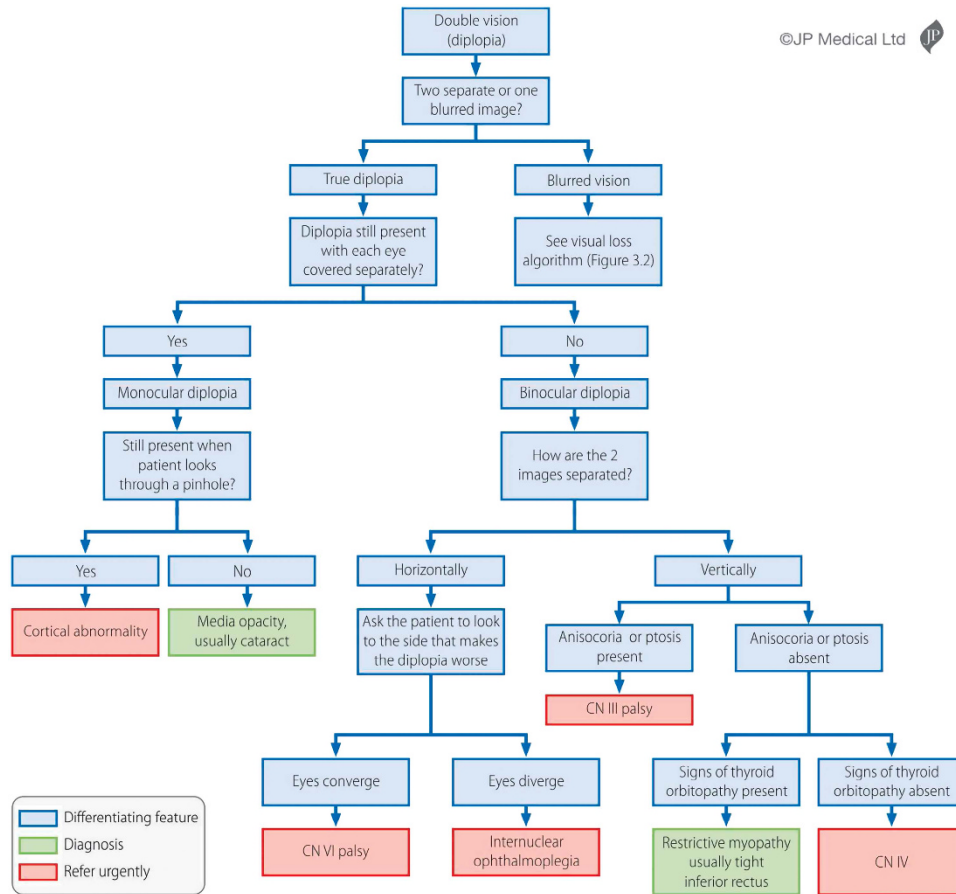 Double vision
(diplopia)
©JP Medical Ltd
JP
Two separate or one
blurred image?
True diplopia
Blurred vision
Diplopia still present
with each eye
covered separately?
See visual loss
algorithm (Figure 3.2)
Yes
No
Monocular diplopia
Binocular diplopia
Still present when
patient looks
through a pinhole?
How are the 2
images separated?
Yes
No
Horizontally
Vertically
Cortical abnormality
Media opacity,
usually cataract
Ask the patient to look
to the side that makes
the diplopia worse
Anisocoria or ptosis
present
Anisocoria or ptosis
absent
CN III palsy
Eyes converge
Eyes diverge
Signs of thyroid
orbitopathy present
Signs of thyroid
orbitopathy absent
CN VI palsy
Internuclear
ophthalmoplegia
Restrictive myopathy
usually tight
inferior rectus
CN IV
Differentiating feature
Diagnosis
Refer urgently